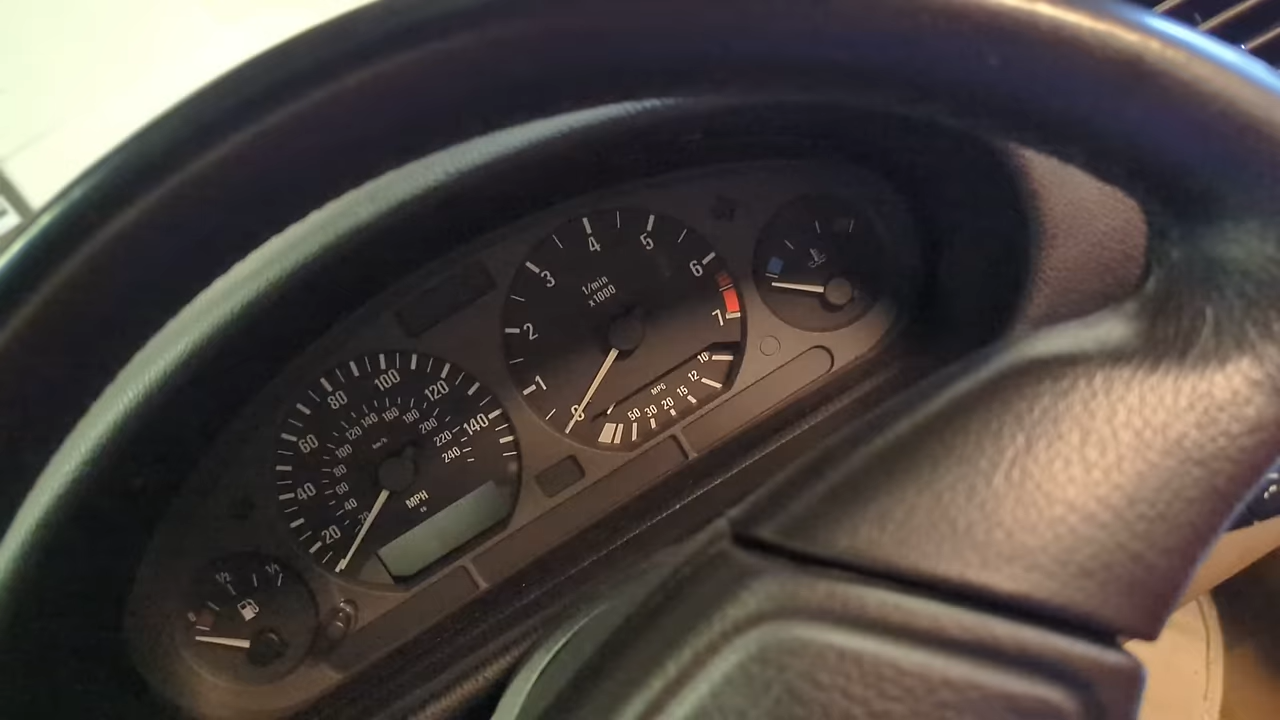 1/2 1/1
20 40 60 80 100 120 140
20 40 60 80 100 120 140 160 180 200 220 240
km/h
MPH
0 1 2 3 4 5 6 7
1/min
x1000
MPG
50 30 20 15 12 10